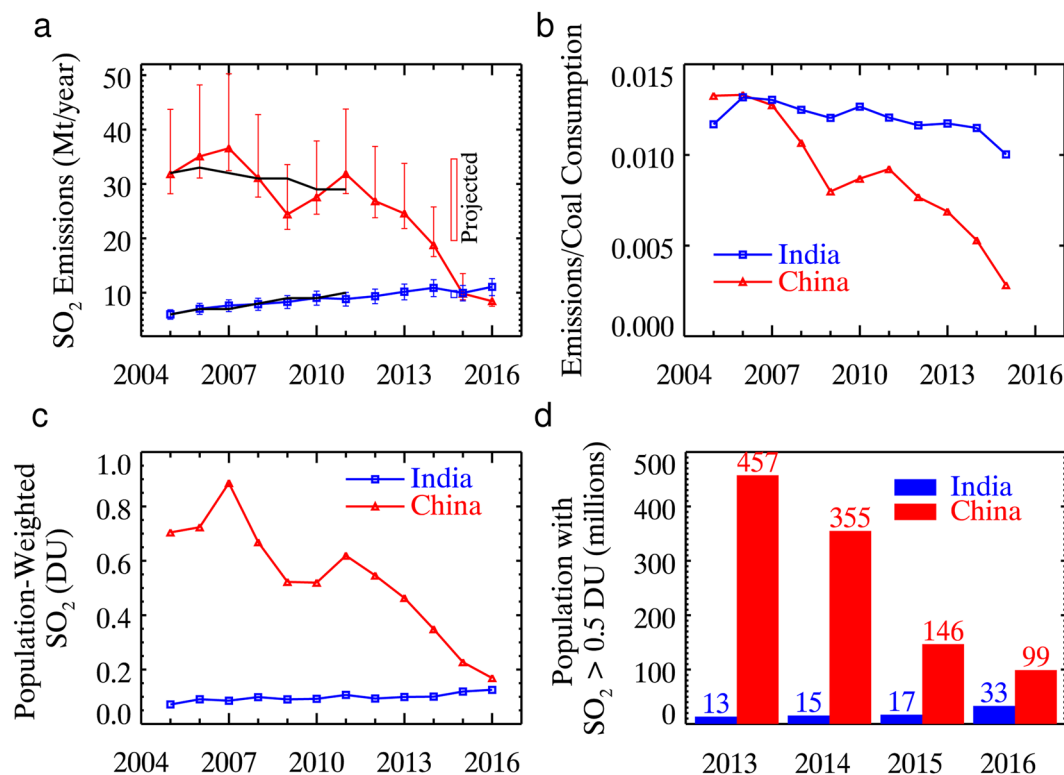 a
SO2 Emissions (Mt/year)
50
40
30
20
10
Projected
2004 2007 2010 2013 2016
b
Emissions/Coal Consumption
0.015
0.010
0.005
0.000
India
China
2004 2007 2010 2013 2016
c
Population-Weighted
SO2 (DU)
1.0
0.8
0.6
0.4
0.2
0.0
India
China
2004 2007 2010 2013 2016
d
Population with
SO2 > 0.5 DU (millions)
500
400
300
200
100
0
India
China
457
355
146
99
13
15
17
33
2013 2014 2015 2016